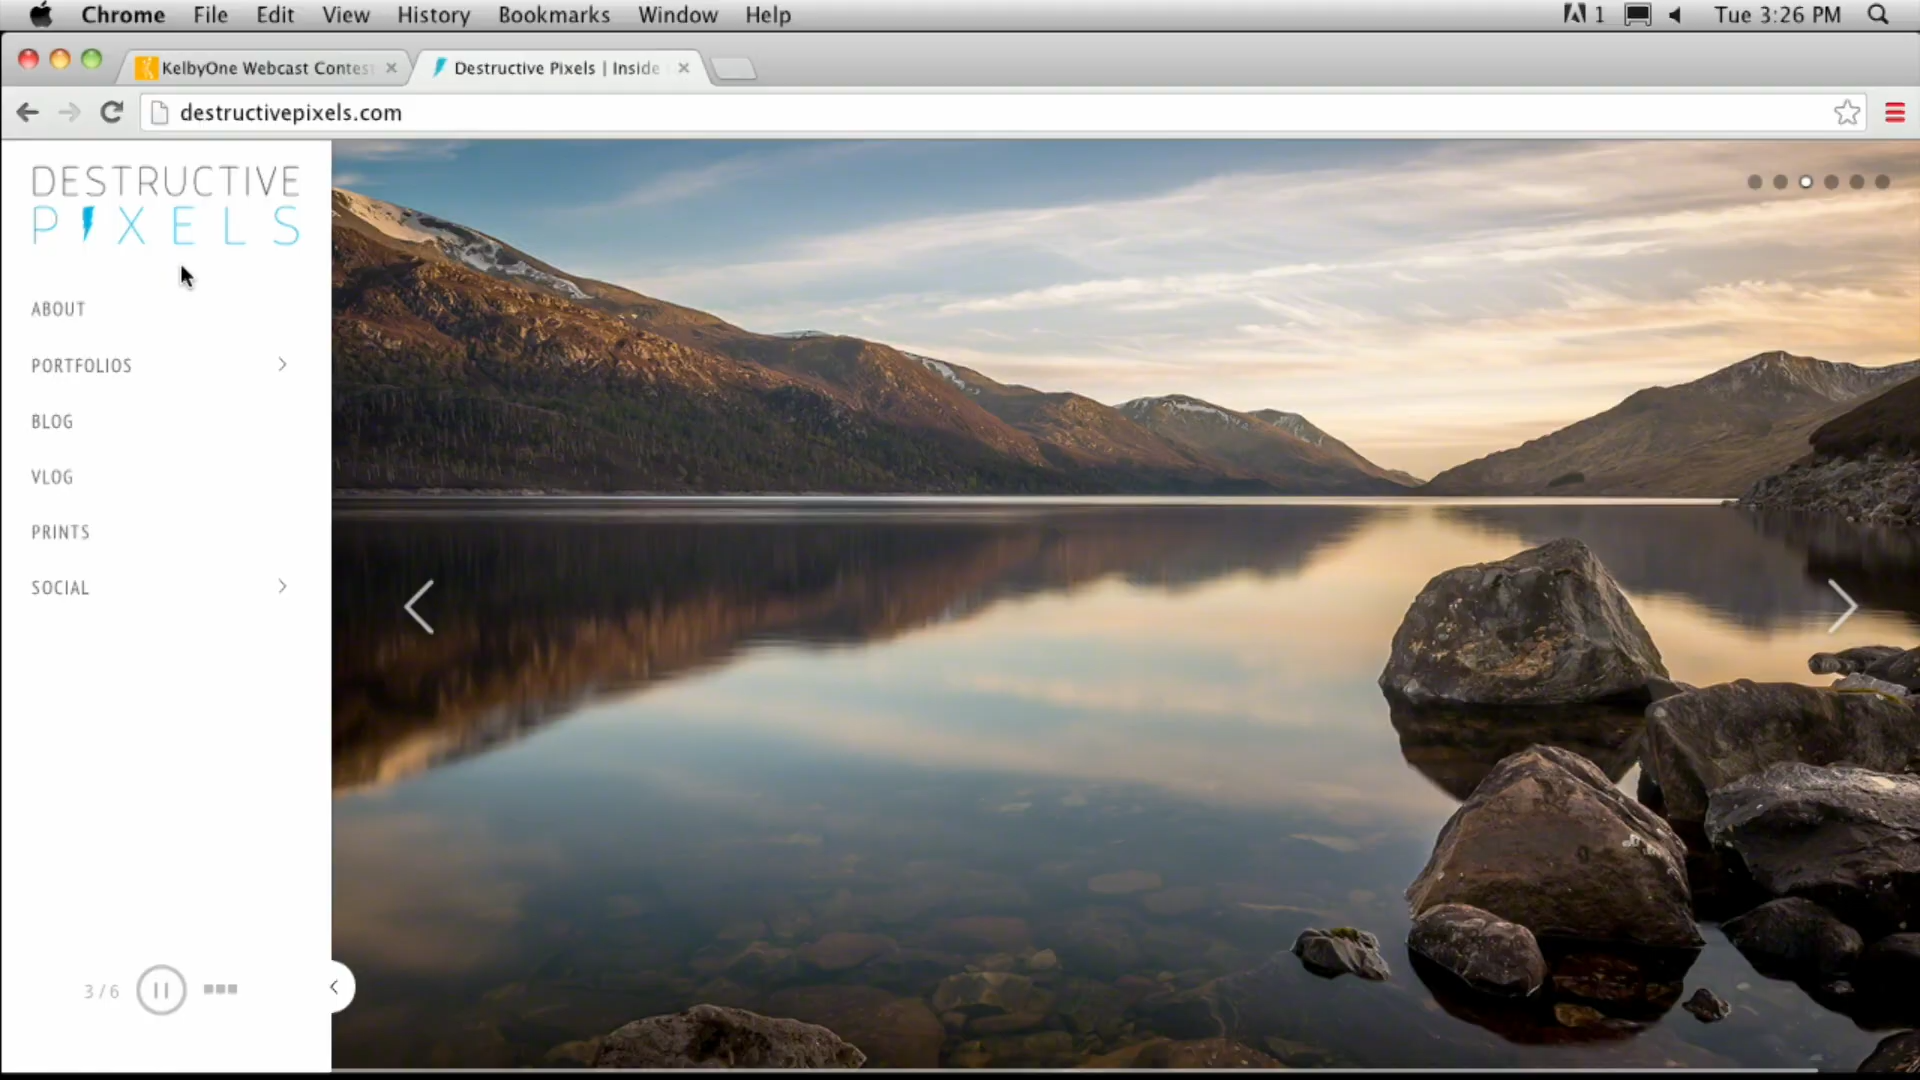 Chrome File Edit View History Bookmarks Window Help 1 Tue 3:26 PM
KelbyOne Webcast Contest Destructive Pixels | Inside
destructivepixels.com
DESTRUCTIVE
PIXELS
ABOUT
PORTFOLIOS
BLOG
VLOG
PRINTS
SOCIAL
3/6